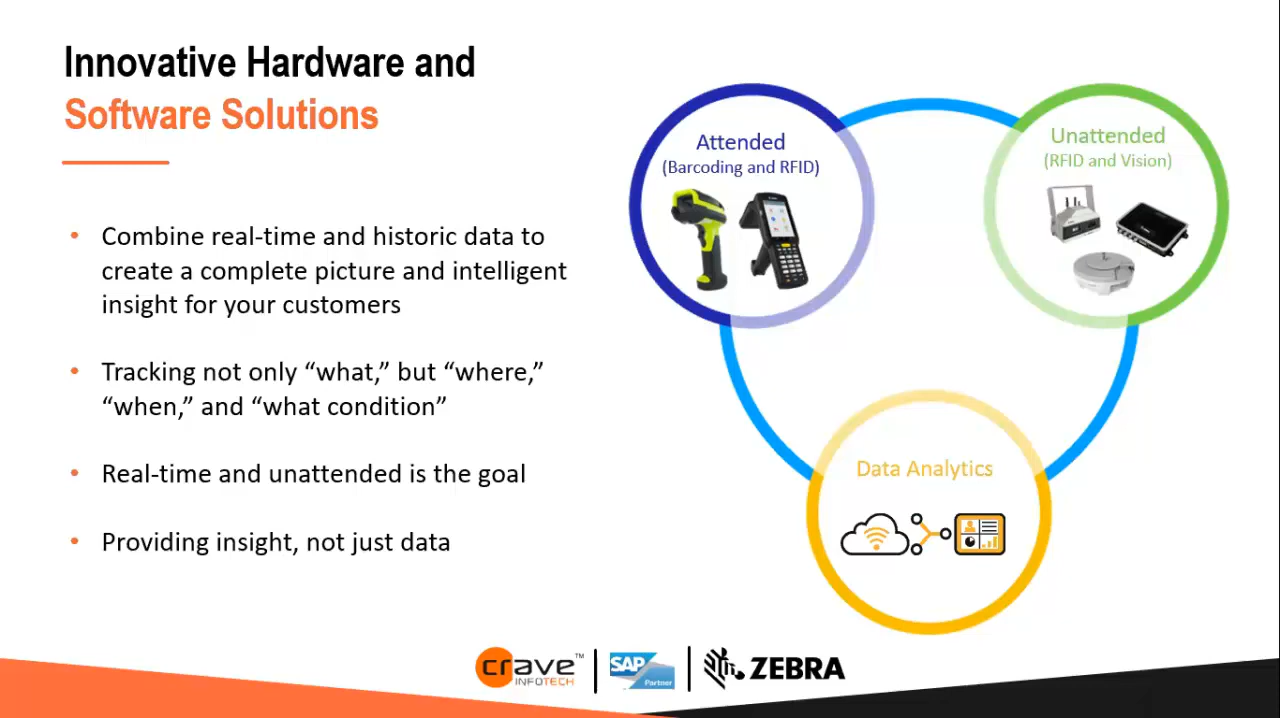 Innovative Hardware and
Software Solutions
• Combine real-time and historic data to
create a complete picture and intelligent
insight for your customers
• Tracking not only “what,” but “where,”
“when,” and “what condition”
• Real-time and unattended is the goal
• Providing insight, not just data
Attended
(Barcoding and RFID)
Unattended
(RFID and Vision)
Data Analytics
crave™
INFOTECH
SAP
Partner
ZEBRA